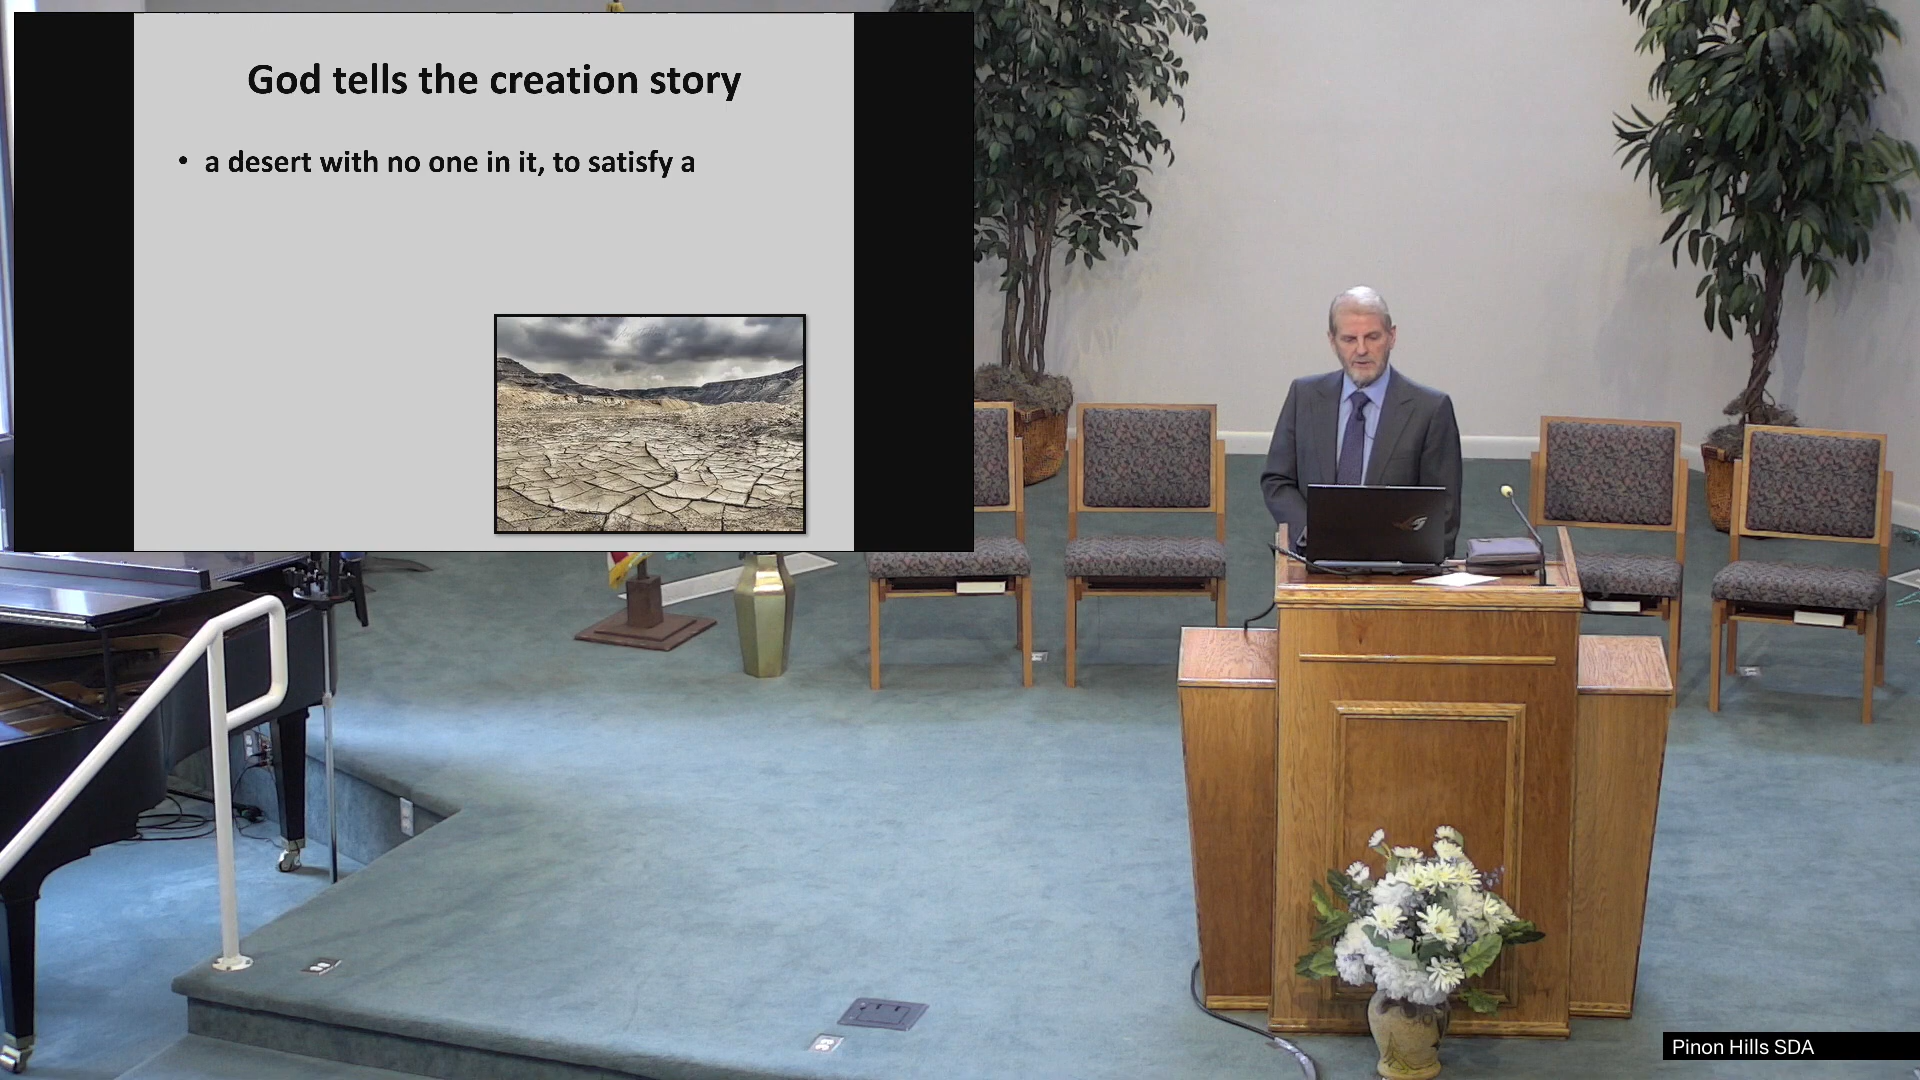 God tells the creation story
• a desert with no one in it, to satisfy a
Pinon Hills SDA